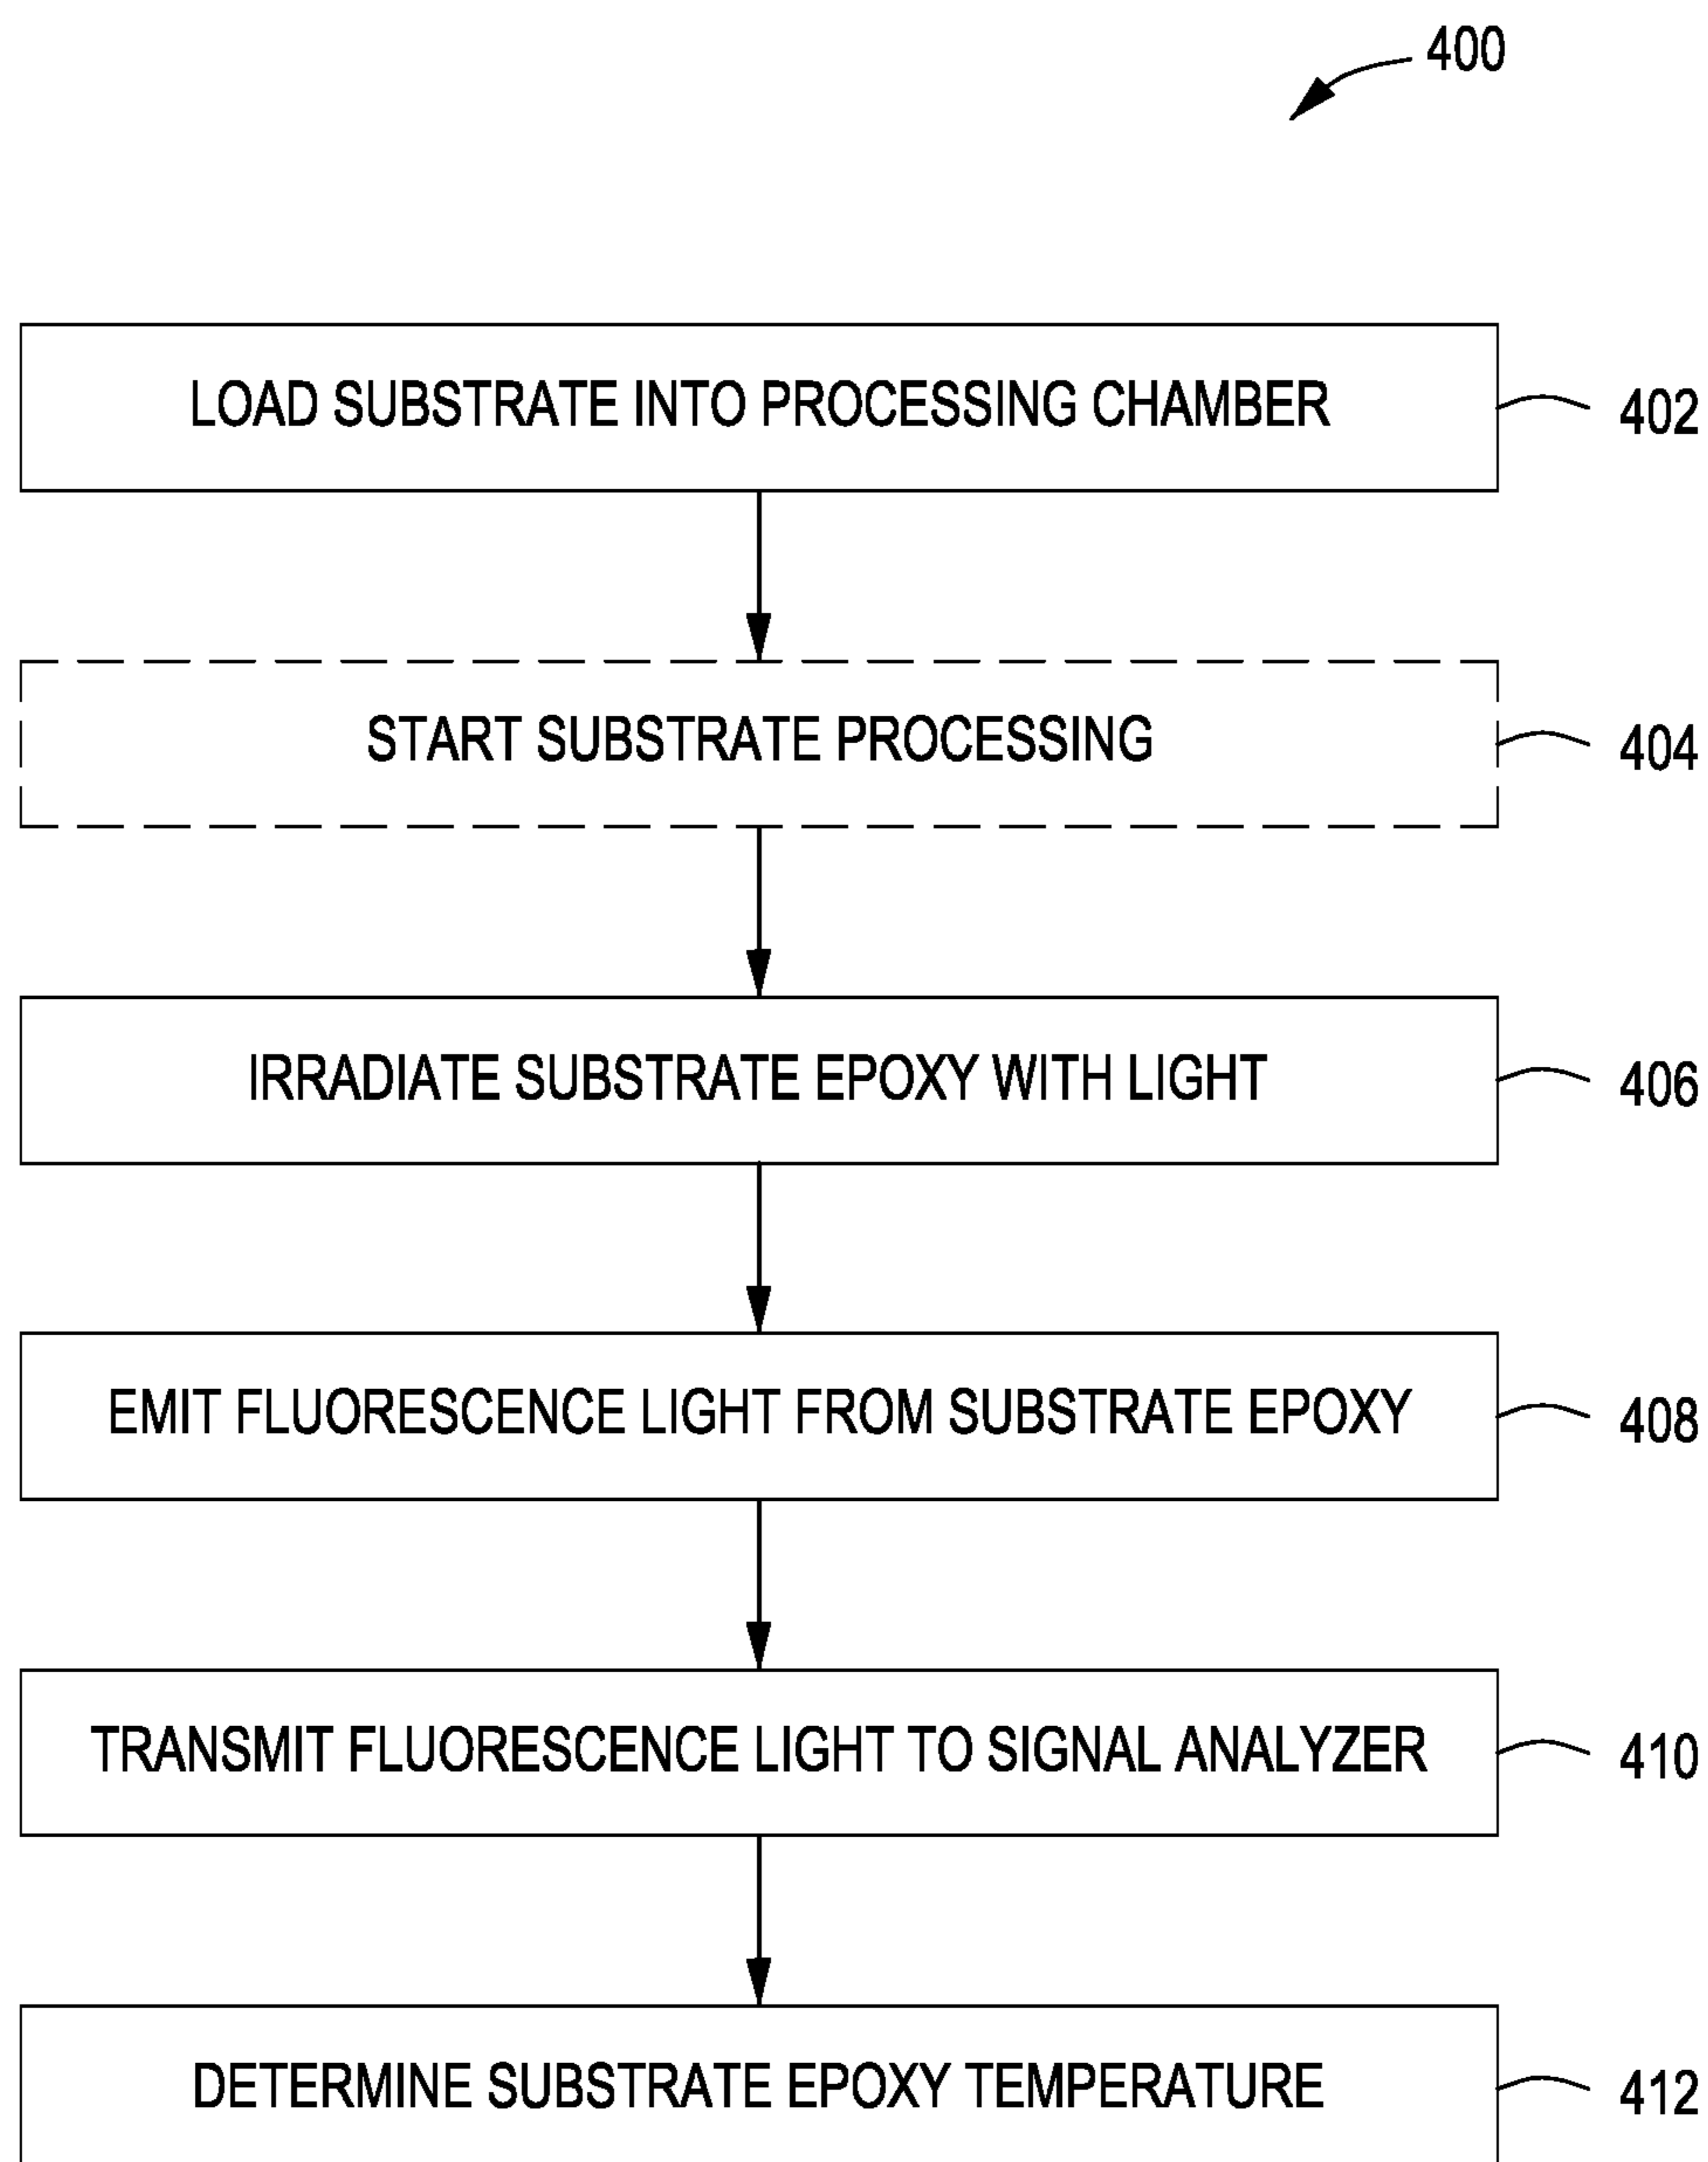 400
LOAD SUBSTRATE INTO PROCESSING CHAMBER
402
START SUBSTRATE PROCESSING
404
IRRADIATE SUBSTRATE EPOXY WITH LIGHT
406
EMIT FLUORESCENCE LIGHT FROM SUBSTRATE EPOXY
408
TRANSMIT FLUORESCENCE LIGHT TO SIGNAL ANALYZER
410
DETERMINE SUBSTRATE EPOXY TEMPERATURE
412